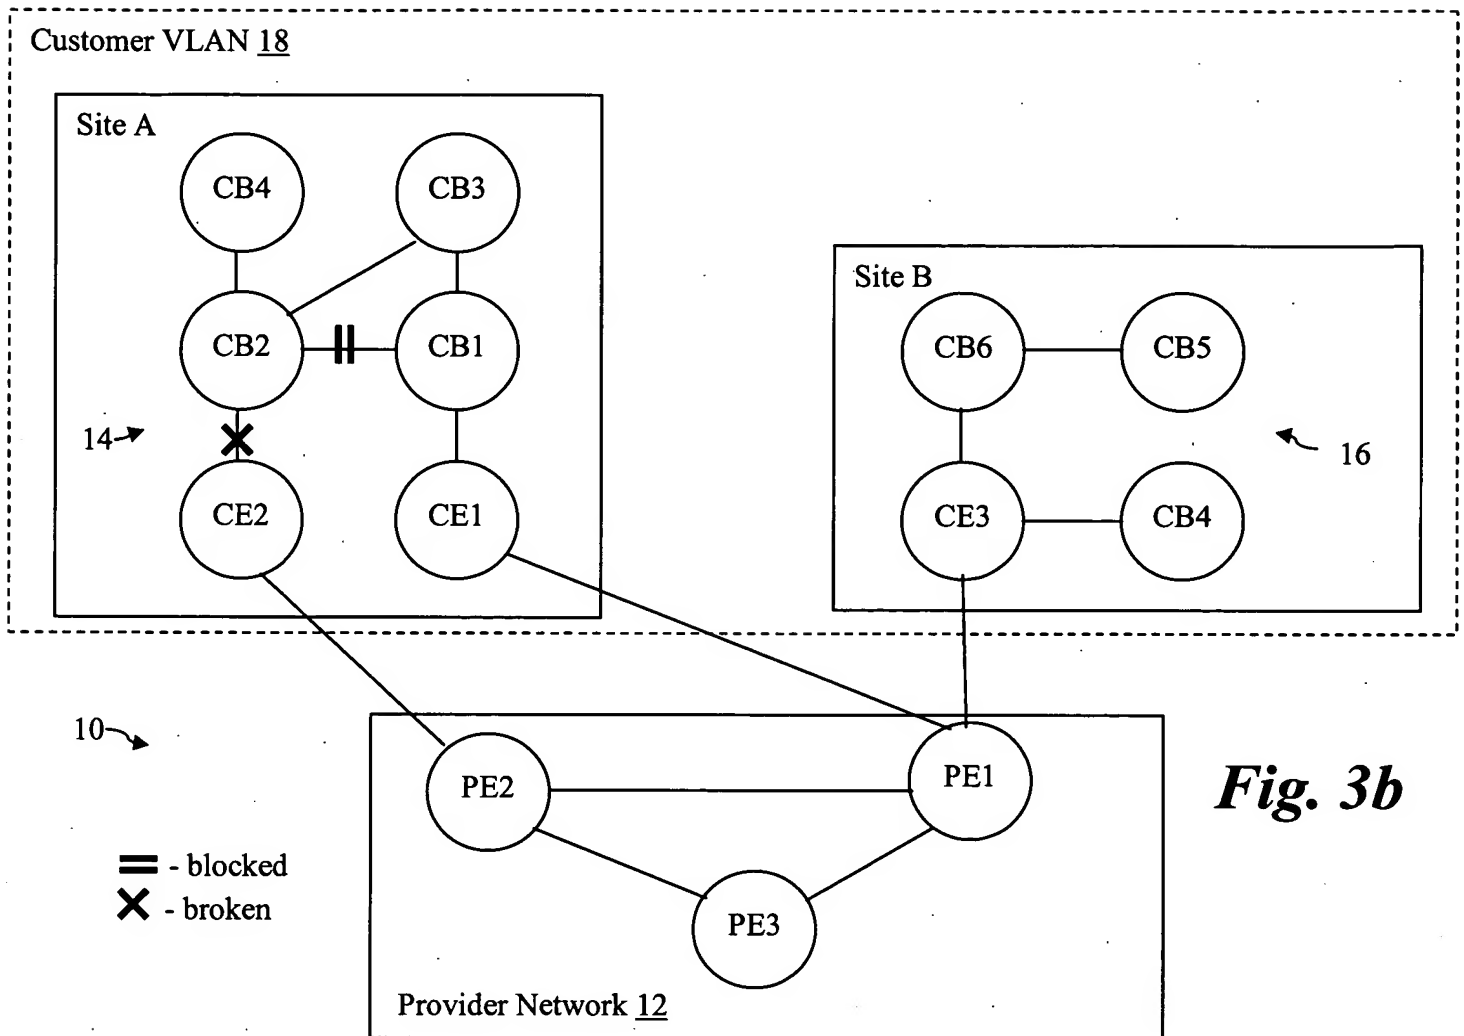 Customer VLAN 18
Site A
CB4
CB3
CB2
CB1
14
CE2
CE1
Site B
CB6
CB5
16
CE3
CB4
10
PE2
PE1
PE3
Fig. 3b
- blocked
- broken
Provider Network 12